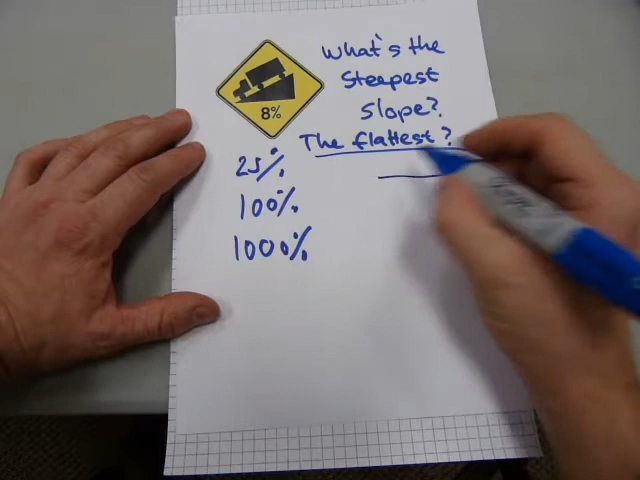 What's the
Steepest
Slope?
The flattest?
8%
25%
100%
1000%